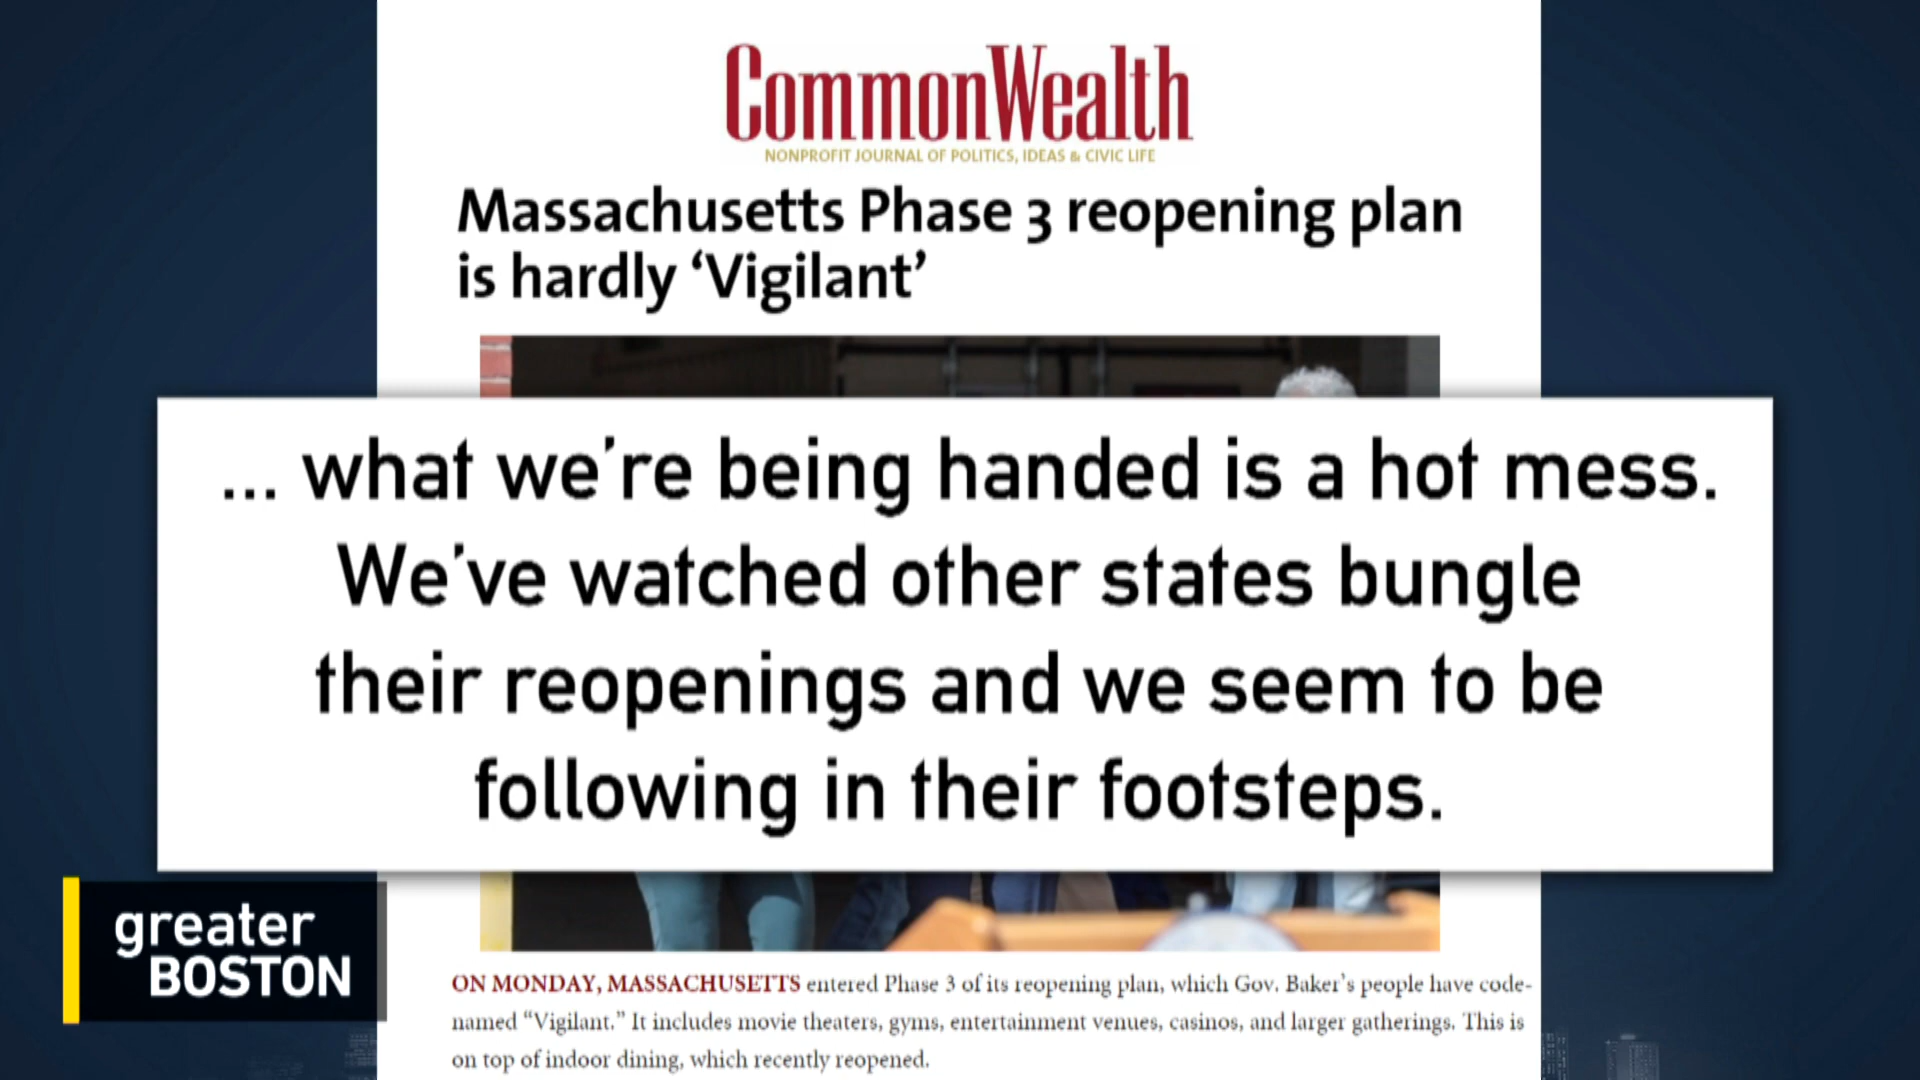 CommonWealth
NONPROFIT JOURNAL OF POLITICS, IDEAS & CIVIC LIFE
Massachusetts Phase 3 reopening plan
is hardly ‘Vigilant’
... what we're being handed is a hot mess.
We've watched other states bungle
their reopenings and we seem to be
following in their footsteps.
greater
BOSTON
ON MONDAY, MASSACHUSETTS entered Phase 3 of its reopening plan, which Gov. Baker's people have code-
named “Vigilant.” It includes movie theaters, gyms, entertainment venues, casinos, and larger gatherings. This is
on top of indoor dining, which recently reopened.